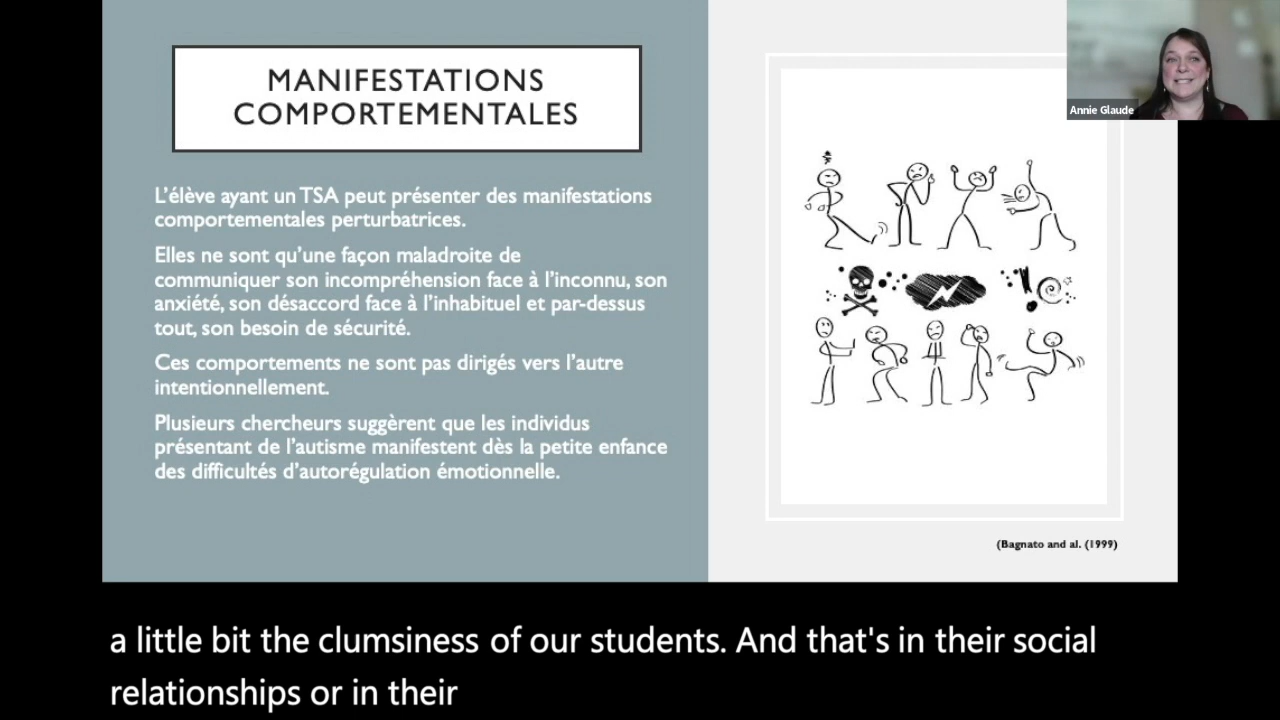 MANIFESTATIONS
COMPORTEMENTALES
L'élève ayant un TSA peut présenter des manifestations
comportementales perturbatrices.
Elles ne sont qu'une façon maladroite de
communiquer son incompréhension face à l'inconnu, son
anxiété, son désaccord face à l'inhabituel et par-dessus
tout, son besoin de sécurité.
Ces comportements ne sont pas dirigés vers l'autre
intentionnellement.
Plusieurs chercheurs suggèrent que les individus
présentant de l'autisme manifestent dès la petite enfance
des difficultés d'autorégulation émotionnelle.
Annie Glaude
(Bagnato and al. (1999)
a little bit the clumsiness of our students. And that's in their social
relationships or in their